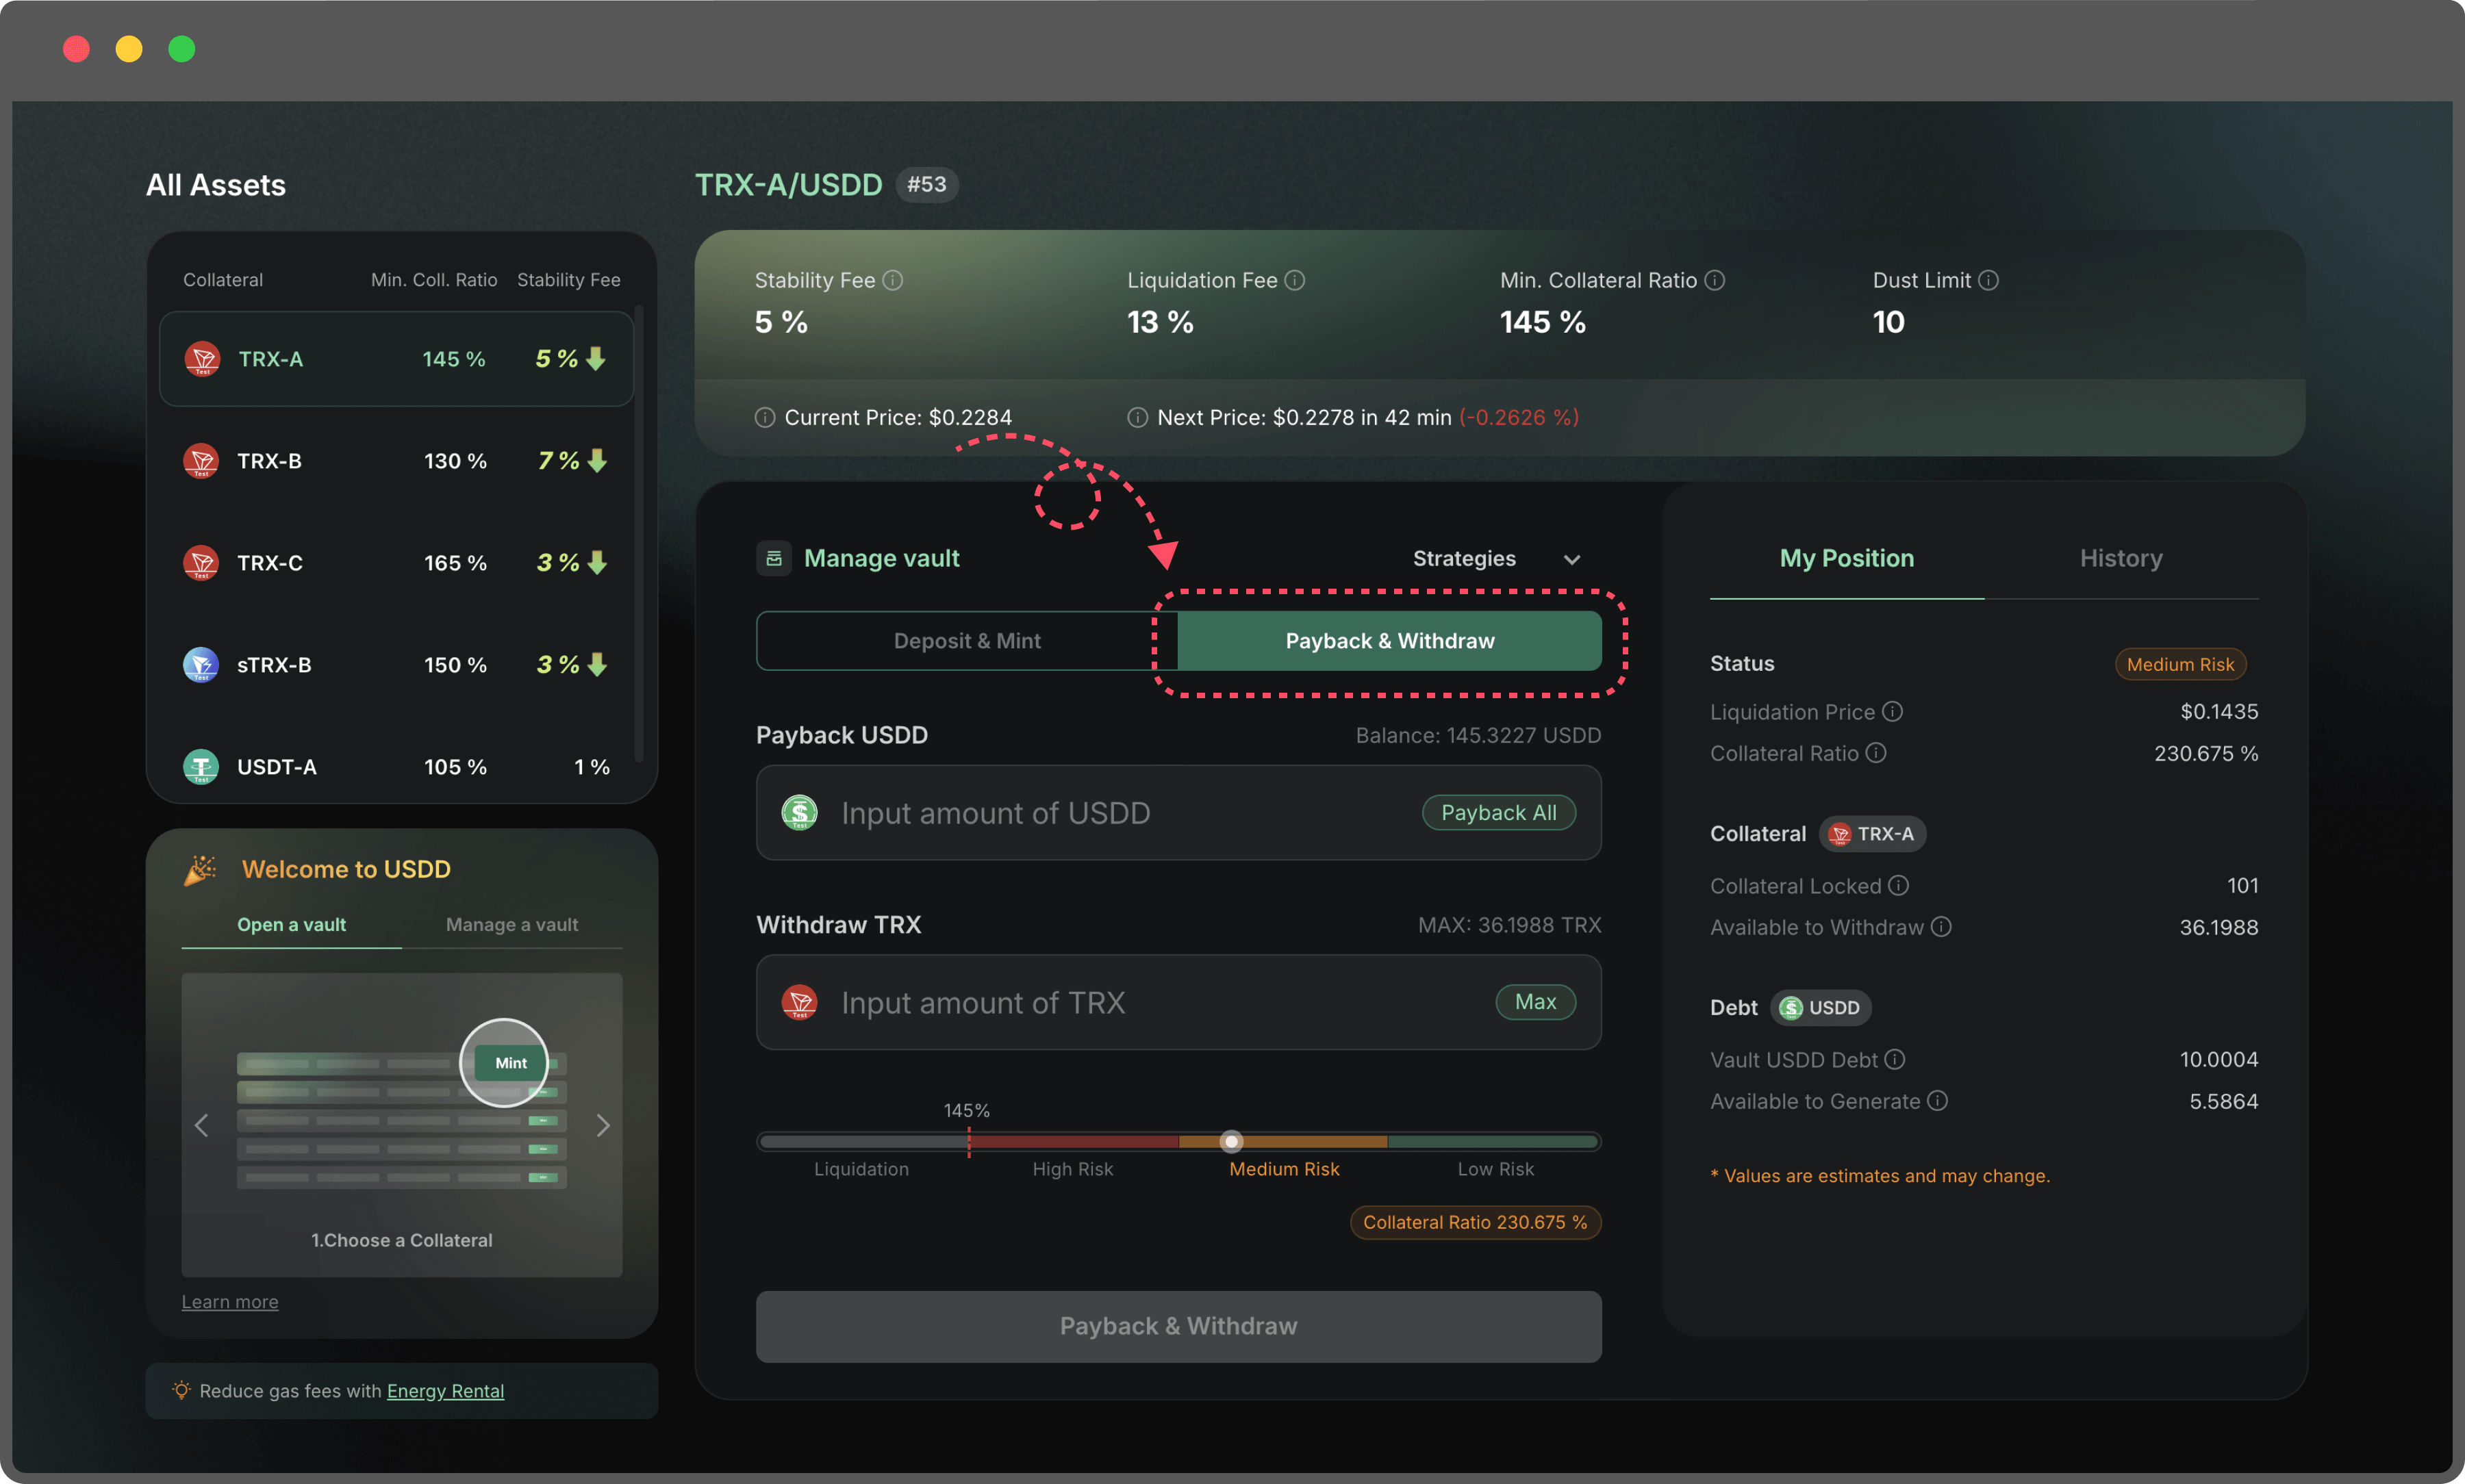 All Assets
Collateral Min. Coll. Ratio Stability Fee
TRX-A 145 % 5 %
TRX-B 130 % 7 %
TRX-C 165 % 3 %
sTRX-B 150 % 3 %
USDT-A 105 % 1 %
Welcome to USDD
Open a vault Manage a vault
Mint
1.Choose a Collateral
Learn more
Reduce gas fees with Energy Rental
TRX-A/USDD #53
Stability Fee Liquidation Fee Min. Collateral Ratio Dust Limit
5 % 13 % 145 % 10
Current Price: $0.2284 Next Price: $0.2278 in 42 min (-0.2626 %)
Manage vault Strategies
Deposit & Mint Payback & Withdraw
Payback USDD Balance: 145.3227 USDD
Input amount of USDD Payback All
Withdraw TRX MAX: 36.1988 TRX
Input amount of TRX Max
145%
Liquidation High Risk Medium Risk Low Risk
Collateral Ratio 230.675 %
Payback & Withdraw
My Position History
Status Medium Risk
Liquidation Price $0.1435
Collateral Ratio 230.675 %
Collateral TRX-A
Collateral Locked 101
Available to Withdraw 36.1988
Debt USDD
Vault USDD Debt 10.0004
Available to Generate 5.5864
* Values are estimates and may change.